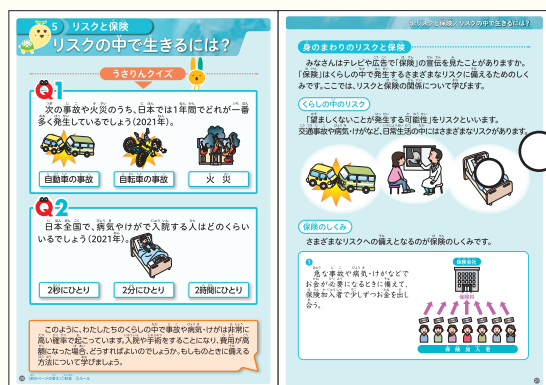 5 リスクと保険
リスクの中で生きるには?
うさりんクイズ
Q1
次の事故や火災のうち、日本では1年間でどれが一番
多く発生しているでしょう(2021年)。
自動車の事故
自転車の事故
火 災
Q2
日本全国で、病気やけがで入院する人はどのくらい
いるでしょう(2021年)。
2秒にひとり
2分にひとり
2時間にひとり
このように、わたしたちのくらしの中で事故や病気・けがは非常に
高い確率で起こっています。入院や手術をすることになり、費用が高
額になった場合、どうすればよいのでしょうか。もしものときに備える
方法について学びましょう。
5 リスクと保険/リスクの中で生きるには?
身のまわりのリスクと保険
みなさんはテレビや広告で「保険」の宣伝を見たことがありますか。
「保険」はくらしの中で発生するさまざまなリスクに備えるためのしく
みです。ここでは、リスクと保険の関係について学びます。
くらしの中のリスク
「望ましくないことが発生する可能性」をリスクといいます。
交通事故や病気・けがなど、日常生活の中にはさまざまなリスクがあります。
保険のしくみ
さまざまなリスクへの備えとなるのが保険のしくみです。
1
急な事故や病気・けがなどで
お金が必要になるときに備えて、
保険加入者で少しずつお金を出し
合う。
保険会社
保険料
保険加入者